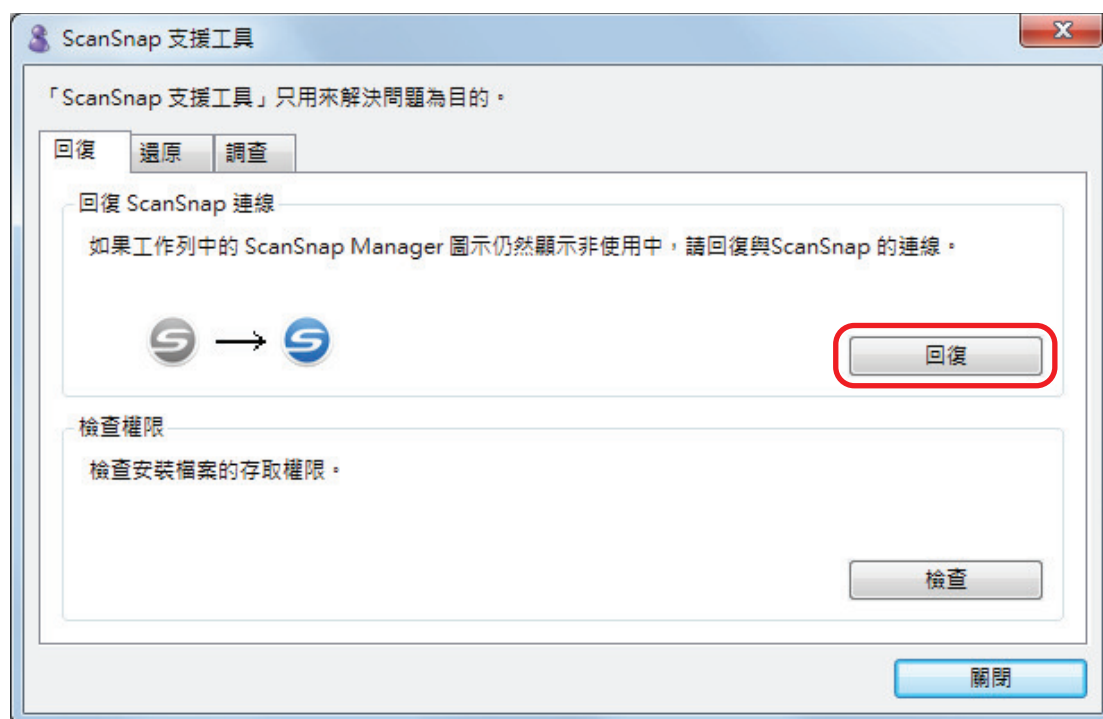 ScanSnap 支援工具
「ScanSnap 支援工具」只用來解決問題為目的。
回復 還原 調查
回復 ScanSnap 連線
如果工作列中的 ScanSnap Manager 圖示仍然顯示非使用中，請回復與ScanSnap 的連線。
回復
檢查權限
檢查安裝檔案的存取權限。
檢查
關閉